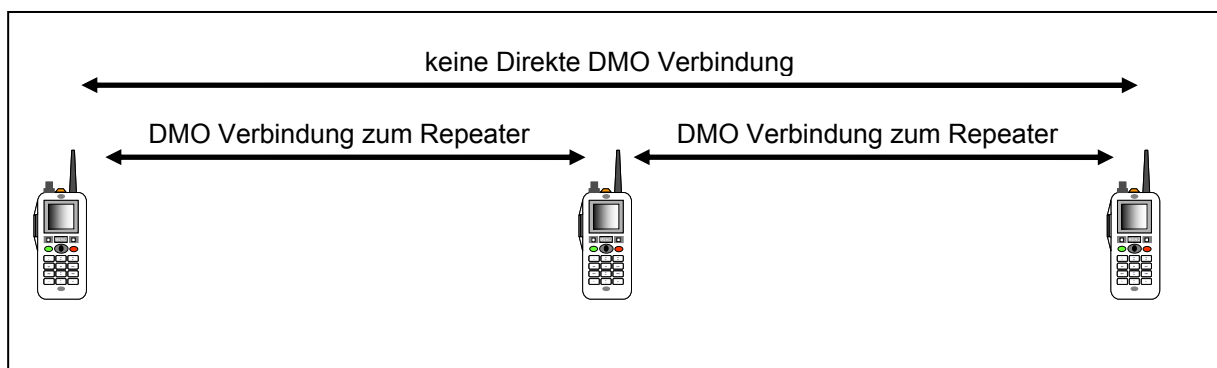 keine Direkte DMO Verbindung
DMO Verbindung zum Repeater
DMO Verbindung zum Repeater